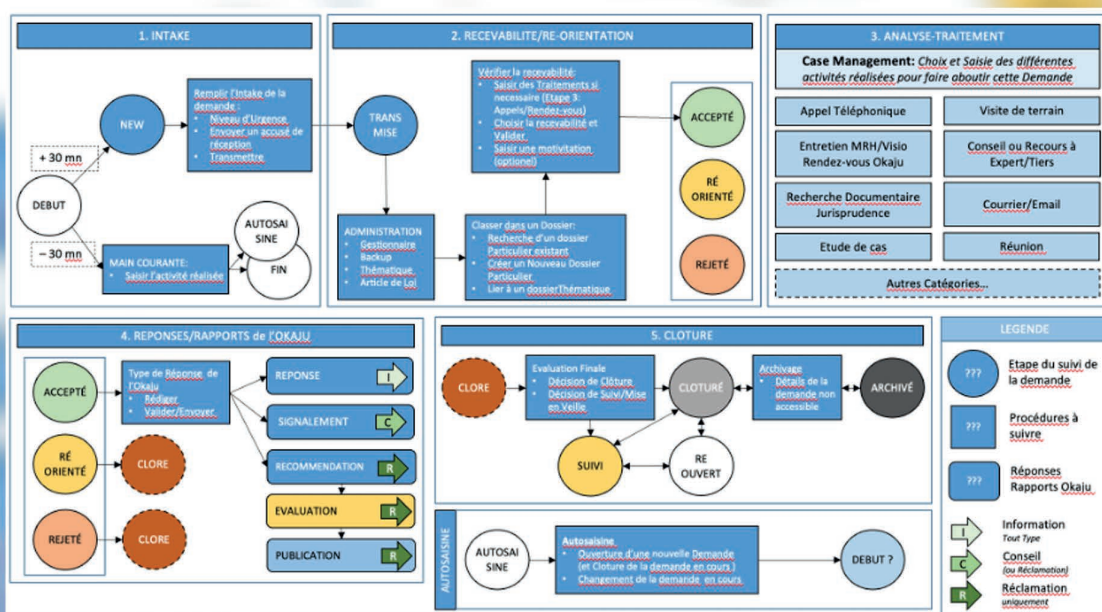 1. INTAKE
NEW
Remplir l'Intake de la
demande :
• Niveau d'Urgence
• Envoyer un accusé de
réception
• Transmettre
+ 30 mn
DEBUT
– 30 mn
MAIN COURANTE:
• Saisir l'activité réalisée
AUTOSAI
SINE
FIN
2. RECEVABILITE/RE-ORIENTATION
TRANS
MISE
ADMINISTRATION
• Gestionnaire
• Backup
• Thématique
• Article de Loi
Vérifier la recevabilité:
• Saisir des Traitements si
necessaire (Etape 3:
Appels/Rendez-vous)
• Choisir la recevabilité et
Valider
• Saisir une motivitation
(optionel)
Classer dans un Dossier:
• Recherche d'un dossier
Particulier existant
• Créer un Nouveau Dossier
Particulier
• Lier à un dossierThématique
ACCEPTÉ
RÉ
ORIENTÉ
REJETÉ
3. ANALYSE-TRAITEMENT
Case Management: Choix et Saisie des différentes
activités réalisées pour faire aboutir cette Demande
Appel Téléphonique
Visite de terrain
Entretien MRH/Visio
Rendez-vous Okaju
Conseil ou Recours à
Expert/Tiers
Recherche Documentaire
Jurisprudence
Courrier/Email
Etude de cas
Réunion
Autres Catégories...
4. REPONSES/RAPPORTS de l'OKAJU
ACCEPTÉ
Type de Réponse de
l'Okaju
• Rédiger
• Valider/Envoyer
RÉ
ORIENTÉ
CLORE
REJETÉ
CLORE
REPONSE
I
SIGNALEMENT
C
RECOMMENDATION
R
EVALUATION
R
PUBLICATION
R
5. CLOTURE
CLORE
Evaluation Finale
• Décision de Clôture
• Décision de Suivi/Mise
en Veille
CLOTURÉ
Archivage
• Détails de la
demande non
accessible
ARCHIVÉ
SUIVI
RE
OUVERT
AUTOSAISINE
AUTOSAI
SINE
Autosaisine
• Ouverture d'une nouvelle Demande
(et Cloture de la demande en cours )
• Changement de la demande en cours
DEBUT ?
LEGENDE
???
Etape du suivi de
la demande
???
Procédures à
suivre
???
Réponses
Rapports Okaju
I
Information
Tout Type
C
Conseil
(ou Réclamation)
R
Réclamation
uniquement